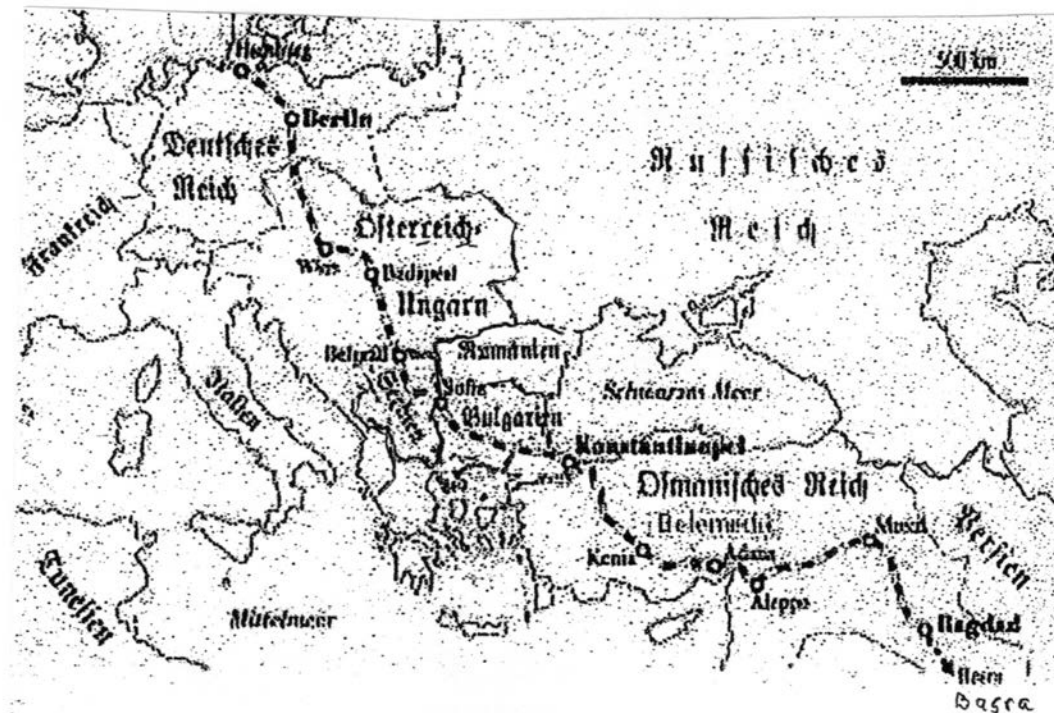 Hamburg
500 km
Berlin
Deutsches
Reich
Russisches
Reich
Frankreich
Österreich-
Wien
Budapest
Ungarn
Belgrad
Rumänien
Italien
Serbien
Sofia
Schwarzes Meer
Bulgarien
Konstantinopel
Osmanisches Reich
Konia
Adana
Mosul
Persien
Aleppo
Tunesien
Mittelmeer
Bagdad
Basra